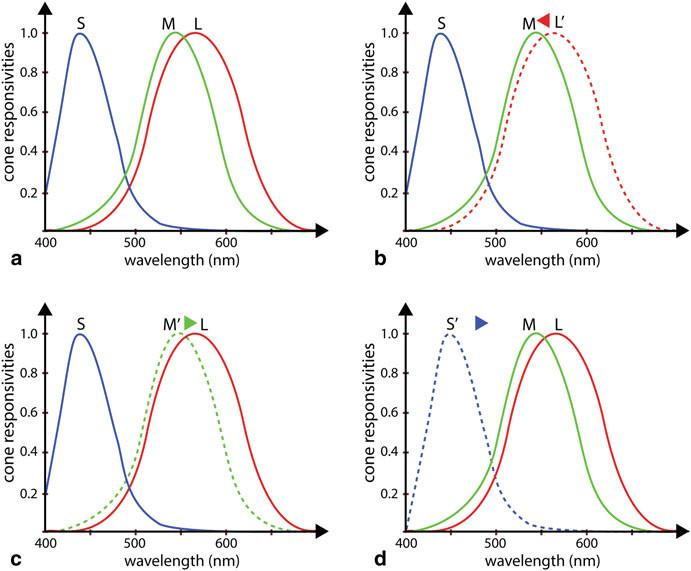 S M L
cone responsivities
1.0
0.8
0.6
0.4
0.2
400 500 600
wavelength (nm)
a
S M L’
cone responsivities
1.0
0.8
0.6
0.4
0.2
400 500 600
wavelength (nm)
b
S M’ L
cone responsivities
1.0
0.8
0.6
0.4
0.2
400 500 600
wavelength (nm)
c
S’ M L
cone responsivities
1.0
0.8
0.6
0.4
0.2
400 500 600
wavelength (nm)
d